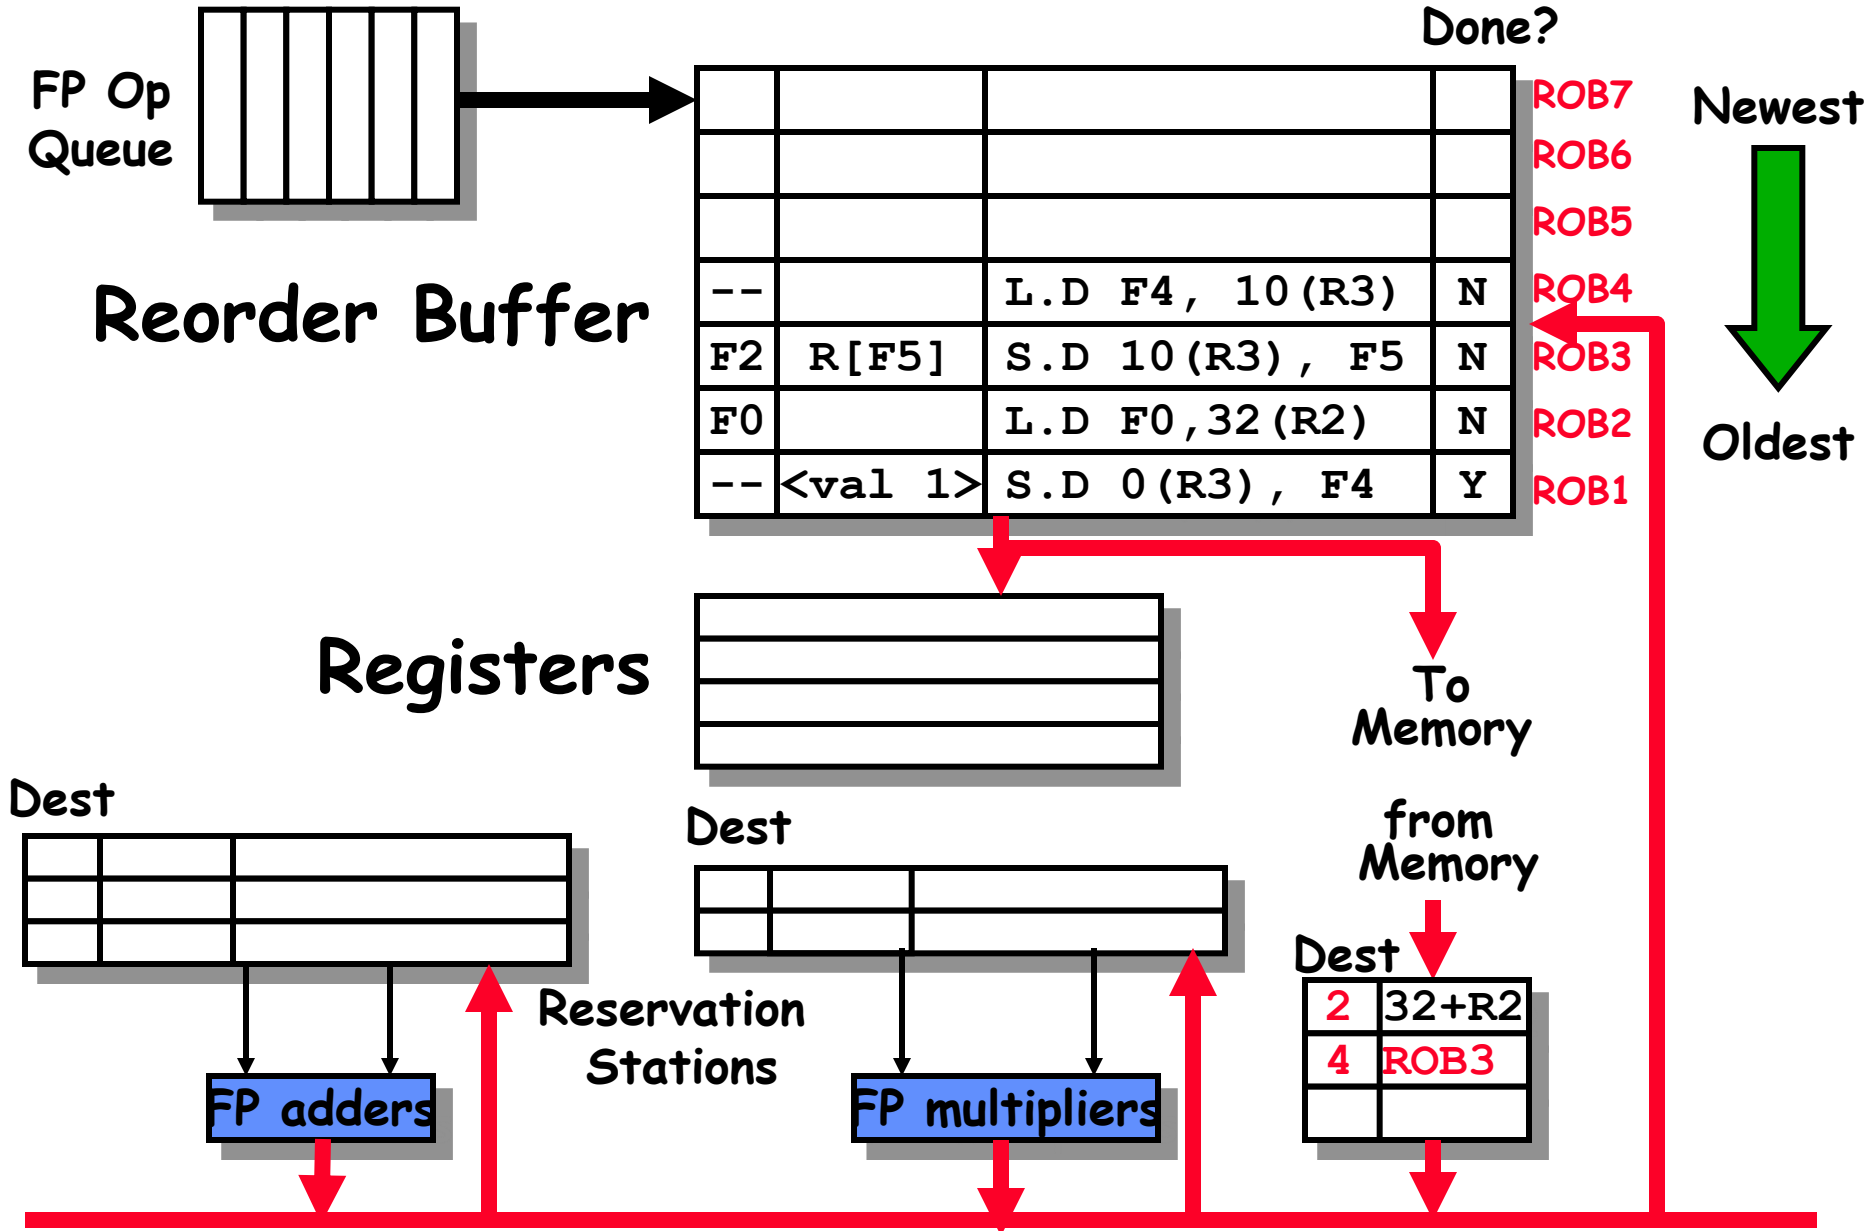 Done?
FP Op
Queue
ROB7
Newest
ROB6
ROB5
Reorder Buffer
-- L.D F4, 10(R3) N ROB4
F2 R[F5] S.D 10(R3), F5 N ROB3
F0 L.D F0,32(R2) N ROB2
Oldest
-- <val 1> S.D 0(R3), F4 Y ROB1
Registers
To
Memory
Dest
Dest
from
Memory
Dest
2 32+R2
4 ROB3
Reservation
Stations
FP adders
FP multipliers